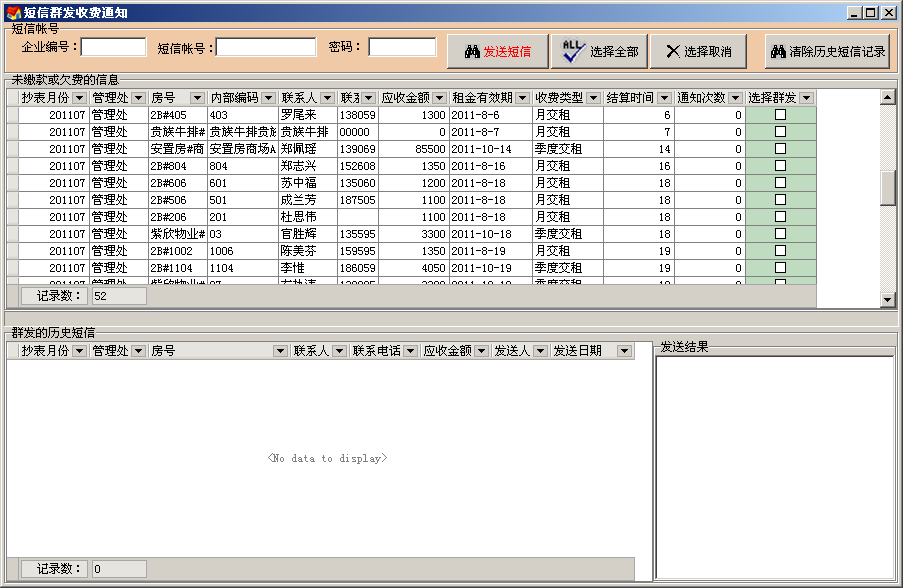 短信群发收费通知
短信帐号
企业编号： 短信帐号： 密码： 发送短信 ALL 选择全部 选择取消 清除历史短信记录
未缴款或欠费的信息
抄表月份 管理处 房号 内部编码 联系人 联系 应收金额 租金有效期 收费类型 结算时间 通知次数 选择群发
201107 管理处 2B#405 403 罗尾来 138059 1300 2011-8-6 月交租 6 0
201107 管理处 贵族牛排# 贵族牛排贵族 贵族牛排 00000 0 2011-8-7 月交租 7 0
201107 管理处 安置房#商 安置房商场A 郑佩瑶 139069 85500 2011-10-14 季度交租 14 0
201107 管理处 2B#804 804 郑志兴 152608 1350 2011-8-16 月交租 16 0
201107 管理处 2B#606 601 苏中福 135060 1200 2011-8-18 月交租 18 0
201107 管理处 2B#506 501 成兰芳 187505 1100 2011-8-18 月交租 18 0
201107 管理处 2B#206 201 杜思伟 1100 2011-8-18 月交租 18 0
201107 管理处 紫欣物业# 03 官胜辉 135595 3300 2011-10-18 季度交租 18 0
201107 管理处 2B#1002 1006 陈美芬 159595 1350 2011-8-19 月交租 19 0
201107 管理处 2B#1104 1104 李惟 186059 4050 2011-10-19 季度交租 19 0
记录数： 52
群发的历史短信
抄表月份 管理处 房号 联系人 联系电话 应收金额 发送人 发送日期
发送结果
<No data to display>
记录数： 0